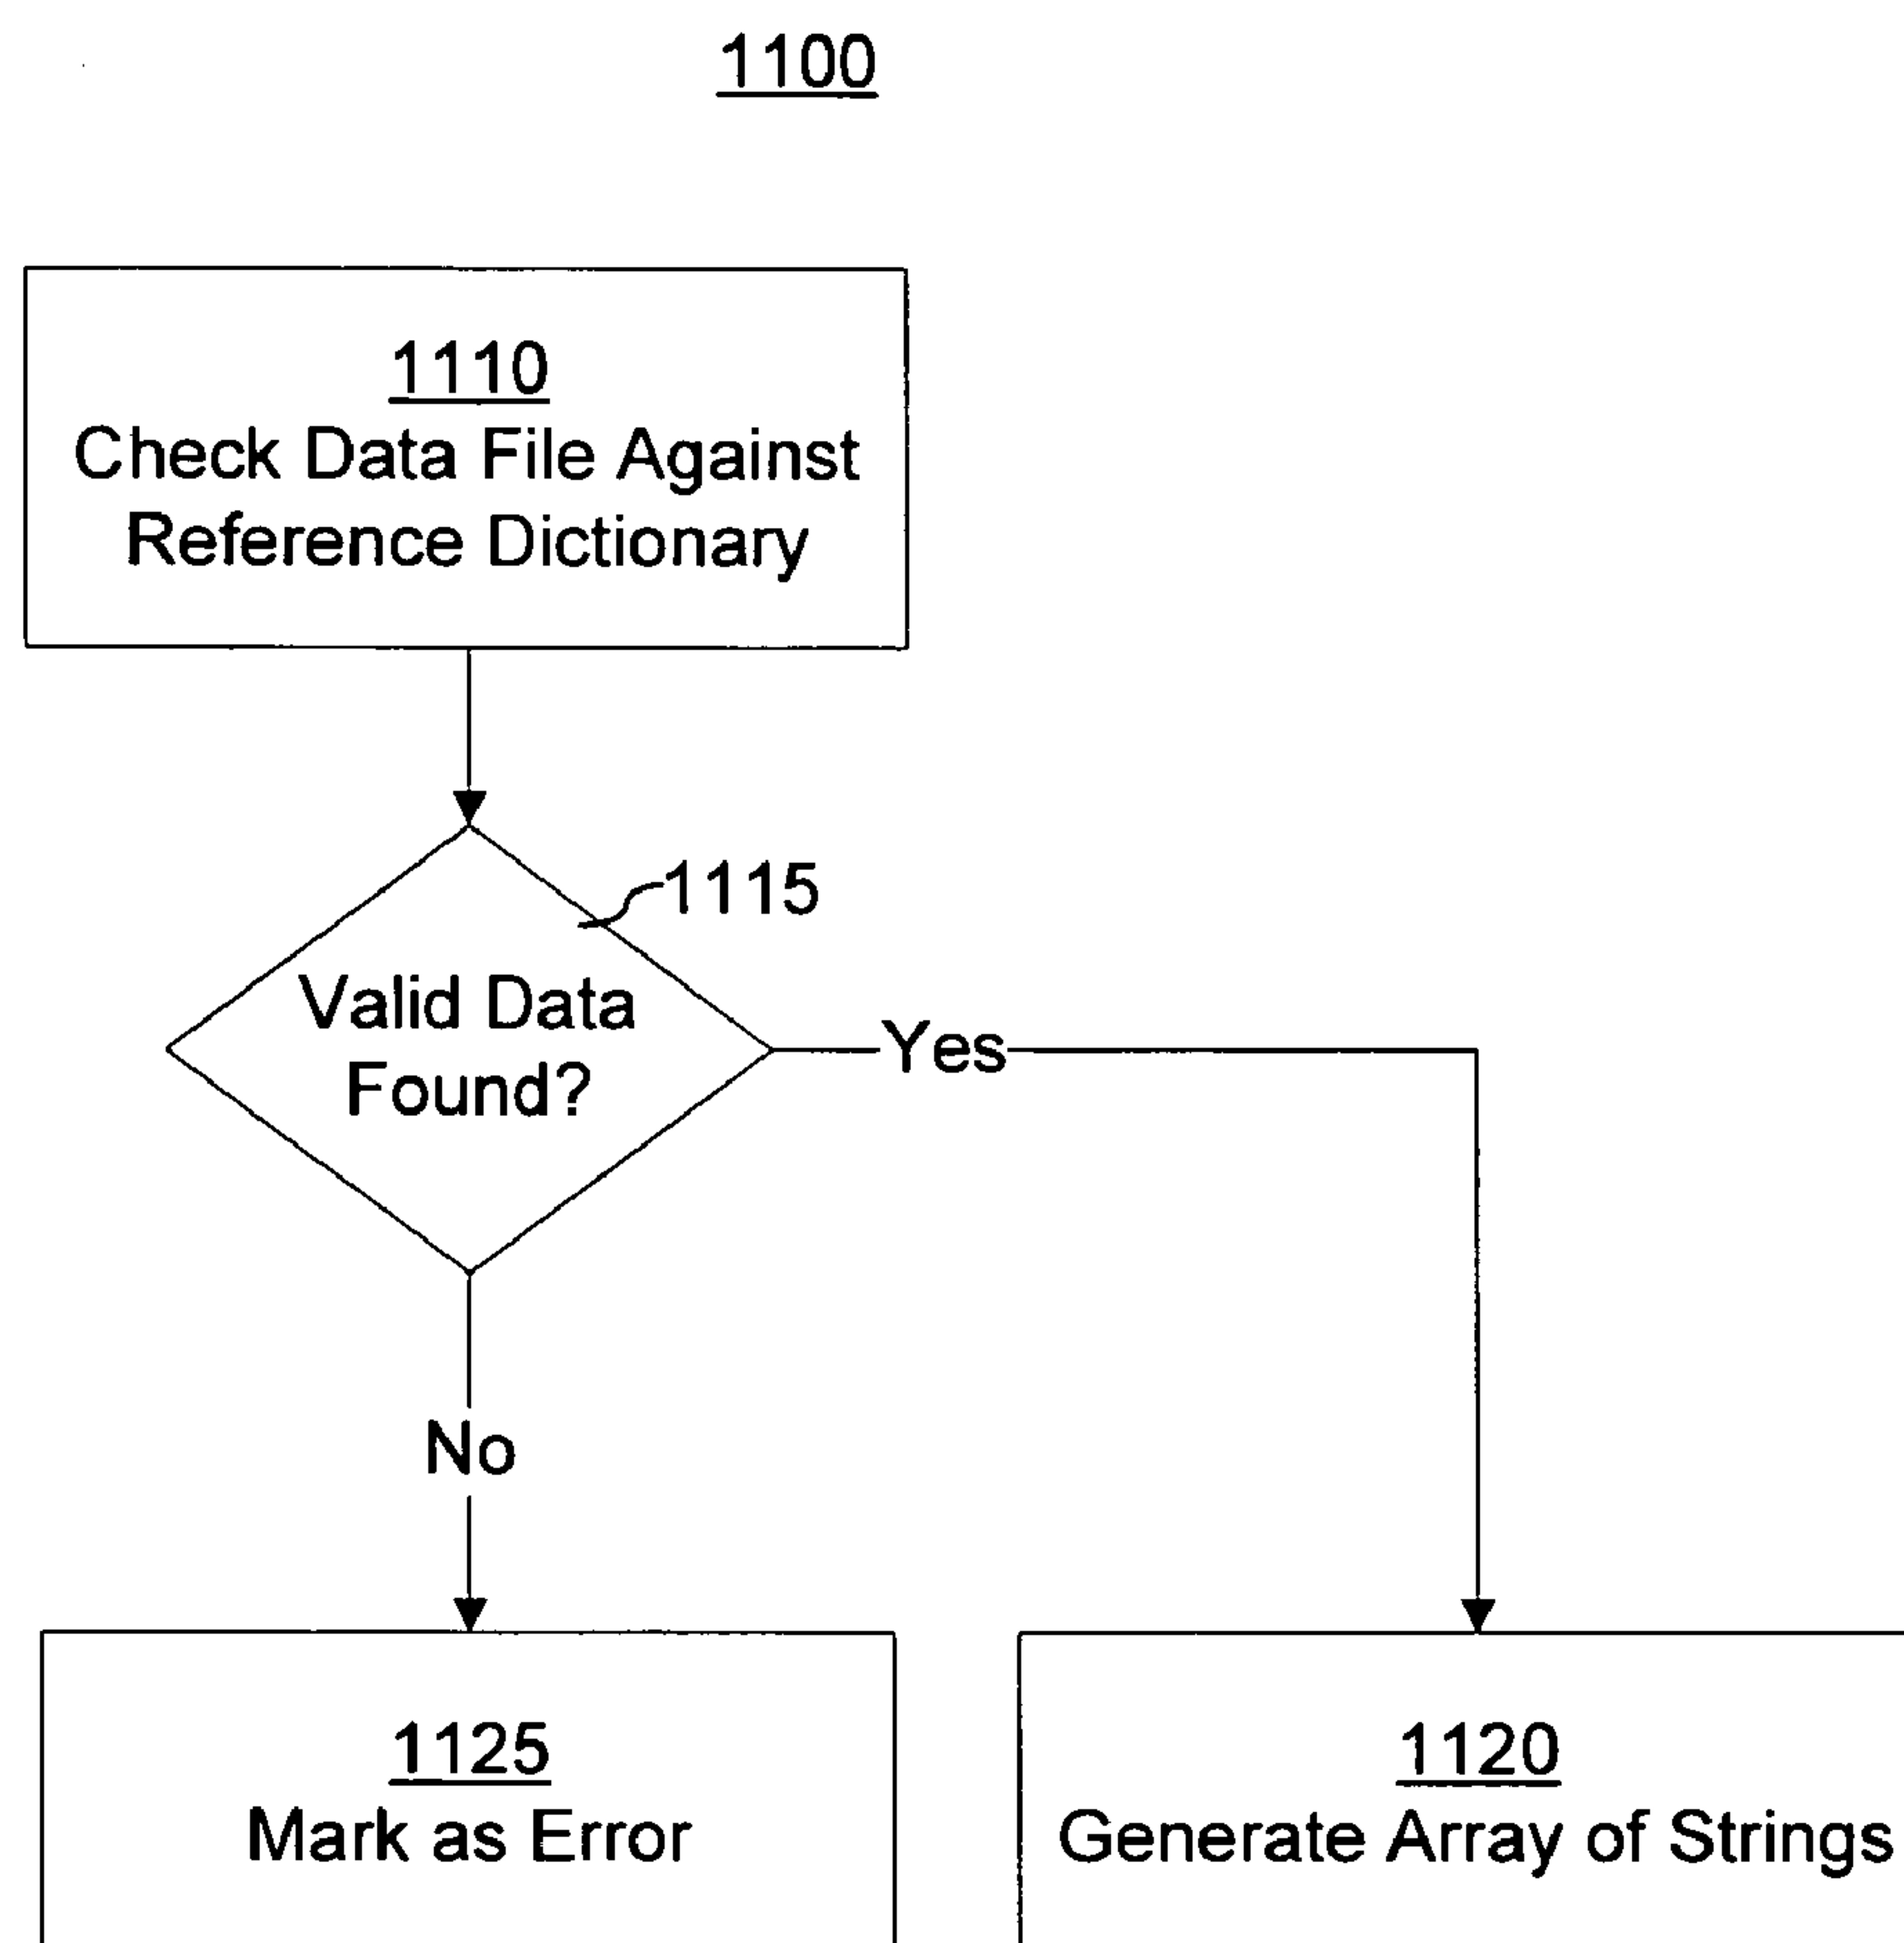 1100
1110
Check Data File Against
Reference Dictionary
1115
Valid Data
Found?
Yes
No
1125
Mark as Error
1120
Generate Array of Strings